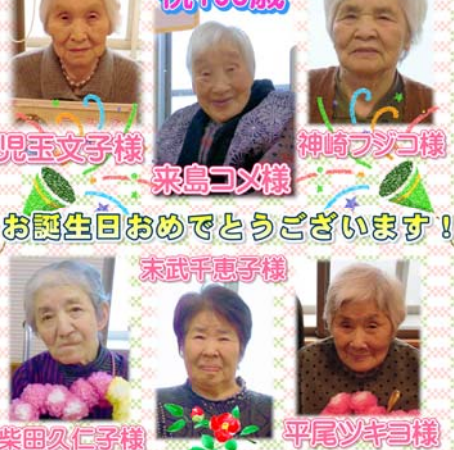 祝100歳
児玉文子様
来島コメ様
神崎フジコ様
お誕生日おめでとうございます!
末武千恵子様
柴田久仁子様
平尾ツキヨ様